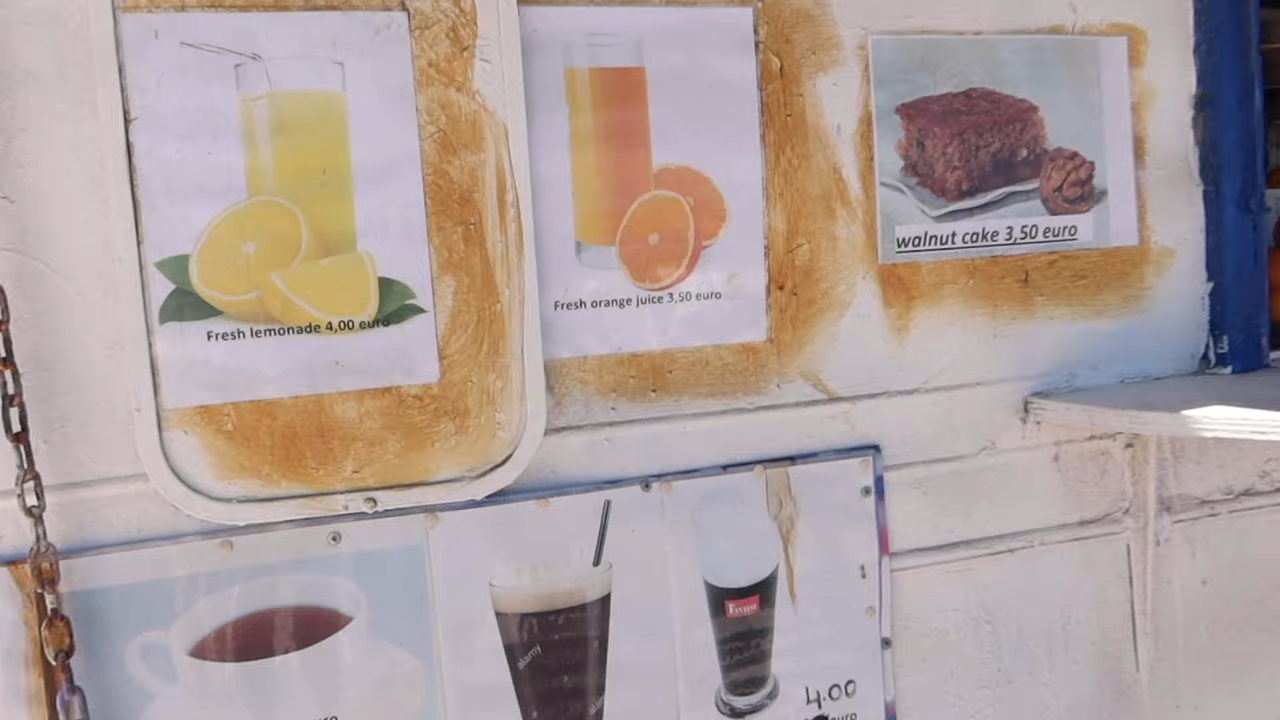 Fresh lemonade 4,00 euro
Fresh orange juice 3,50 euro
walnut cake 3,50 euro
alamy
4.00
euro